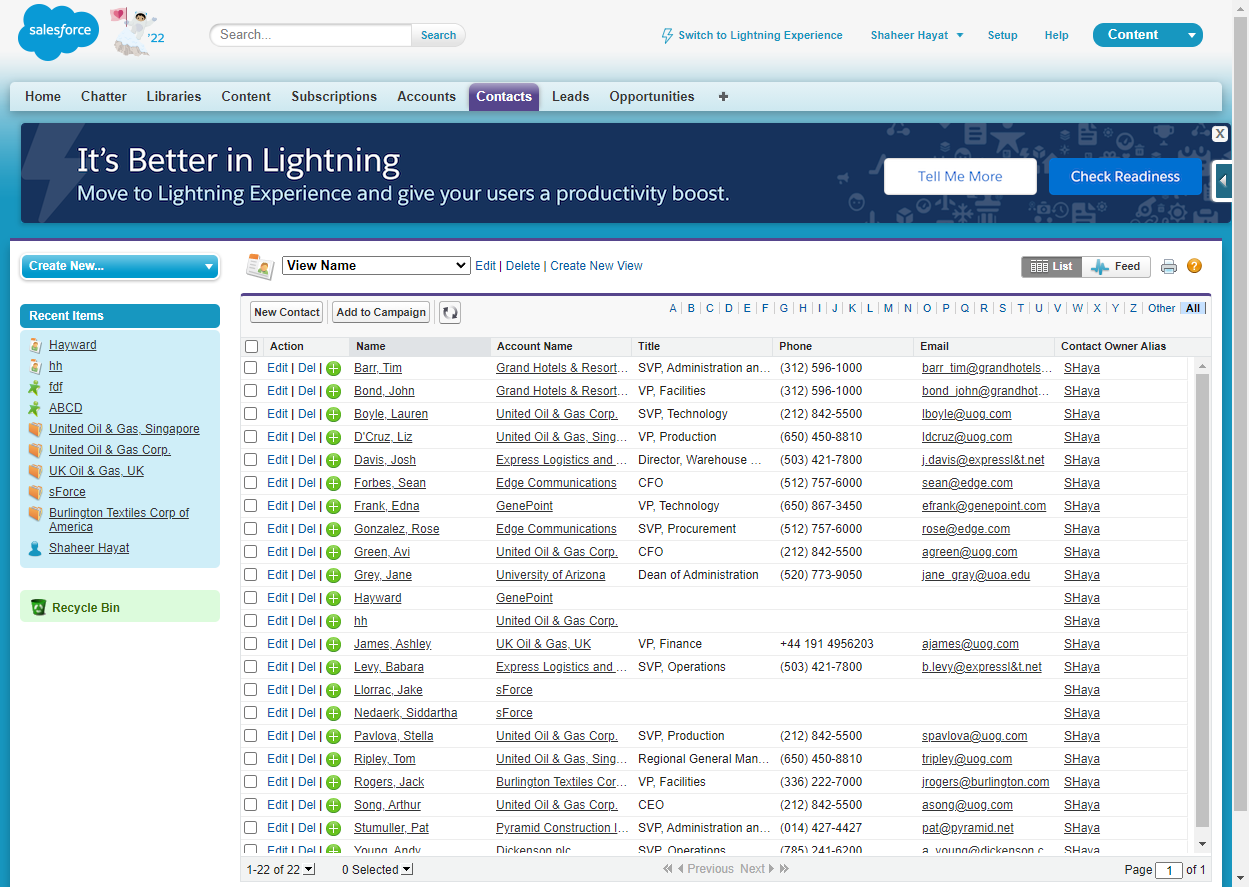 salesforce '22 Search... Search Switch to Lightning Experience Shaheer Hayat Setup Help Content
Home Chatter Libraries Content Subscriptions Accounts Contacts Leads Opportunities +
It's Better in Lightning
Move to Lightning Experience and give your users a productivity boost.
Tell Me More Check Readiness X
Create New...
Recent Items
Hayward
hh
fdf
ABCD
United Oil & Gas, Singapore
United Oil & Gas Corp.
UK Oil & Gas, UK
sForce
Burlington Textiles Corp of
America
Shaheer Hayat
Recycle Bin
View Name Edit | Delete | Create New View List Feed ?
New Contact Add to Campaign A B C D E F G H I J K L M N O P Q R S T U V W X Y Z Other All
Action Name Account Name Title Phone Email Contact Owner Alias
Edit | Del | Barr, Tim Grand Hotels & Resort... SVP, Administration an... (312) 596-1000 barr_tim@grandhotels... SHaya
Edit | Del | Bond, John Grand Hotels & Resort... VP, Facilities (312) 596-1000 bond_john@grandhot... SHaya
Edit | Del | Boyle, Lauren United Oil & Gas Corp. SVP, Technology (212) 842-5500 lboyle@uog.com SHaya
Edit | Del | D'Cruz, Liz United Oil & Gas, Sing... VP, Production (650) 450-8810 ldcruz@uog.com SHaya
Edit | Del | Davis, Josh Express Logistics and ... Director, Warehouse ... (503) 421-7800 j.davis@expressl&t.net SHaya
Edit | Del | Forbes, Sean Edge Communications CFO (512) 757-6000 sean@edge.com SHaya
Edit | Del | Frank, Edna GenePoint VP, Technology (650) 867-3450 efrank@genepoint.com SHaya
Edit | Del | Gonzalez, Rose Edge Communications SVP, Procurement (512) 757-6000 rose@edge.com SHaya
Edit | Del | Green, Avi United Oil & Gas Corp. CFO (212) 842-5500 agreen@uog.com SHaya
Edit | Del | Grey, Jane University of Arizona Dean of Administration (520) 773-9050 jane_gray@uoa.edu SHaya
Edit | Del | Hayward GenePoint SHaya
Edit | Del | hh United Oil & Gas Corp. SHaya
Edit | Del | James, Ashley UK Oil & Gas, UK VP, Finance +44 191 4956203 ajames@uog.com SHaya
Edit | Del | Levy, Babara Express Logistics and ... SVP, Operations (503) 421-7800 b.levy@expressl&t.net SHaya
Edit | Del | Llorrac, Jake sForce SHaya
Edit | Del | Nedaerk, Siddartha sForce SHaya
Edit | Del | Pavlova, Stella United Oil & Gas Corp. SVP, Production (212) 842-5500 spavlova@uog.com SHaya
Edit | Del | Ripley, Tom United Oil & Gas, Sing... Regional General Man... (650) 450-8810 tripley@uog.com SHaya
Edit | Del | Rogers, Jack Burlington Textiles Cor... VP, Facilities (336) 222-7000 jrogers@burlington.com SHaya
Edit | Del | Song, Arthur United Oil & Gas Corp. CEO (212) 842-5500 asong@uog.com SHaya
Edit | Del | Stumuller, Pat Pyramid Construction I... SVP, Administration an... (014) 427-4427 pat@pyramid.net SHaya
Edit | Del | Young, Andy Dickenson plc SVP, Operations (785) 241-6200 a_young@dickenson.c... SHaya
1-22 of 22 0 Selected Previous Next Page 1 of 1